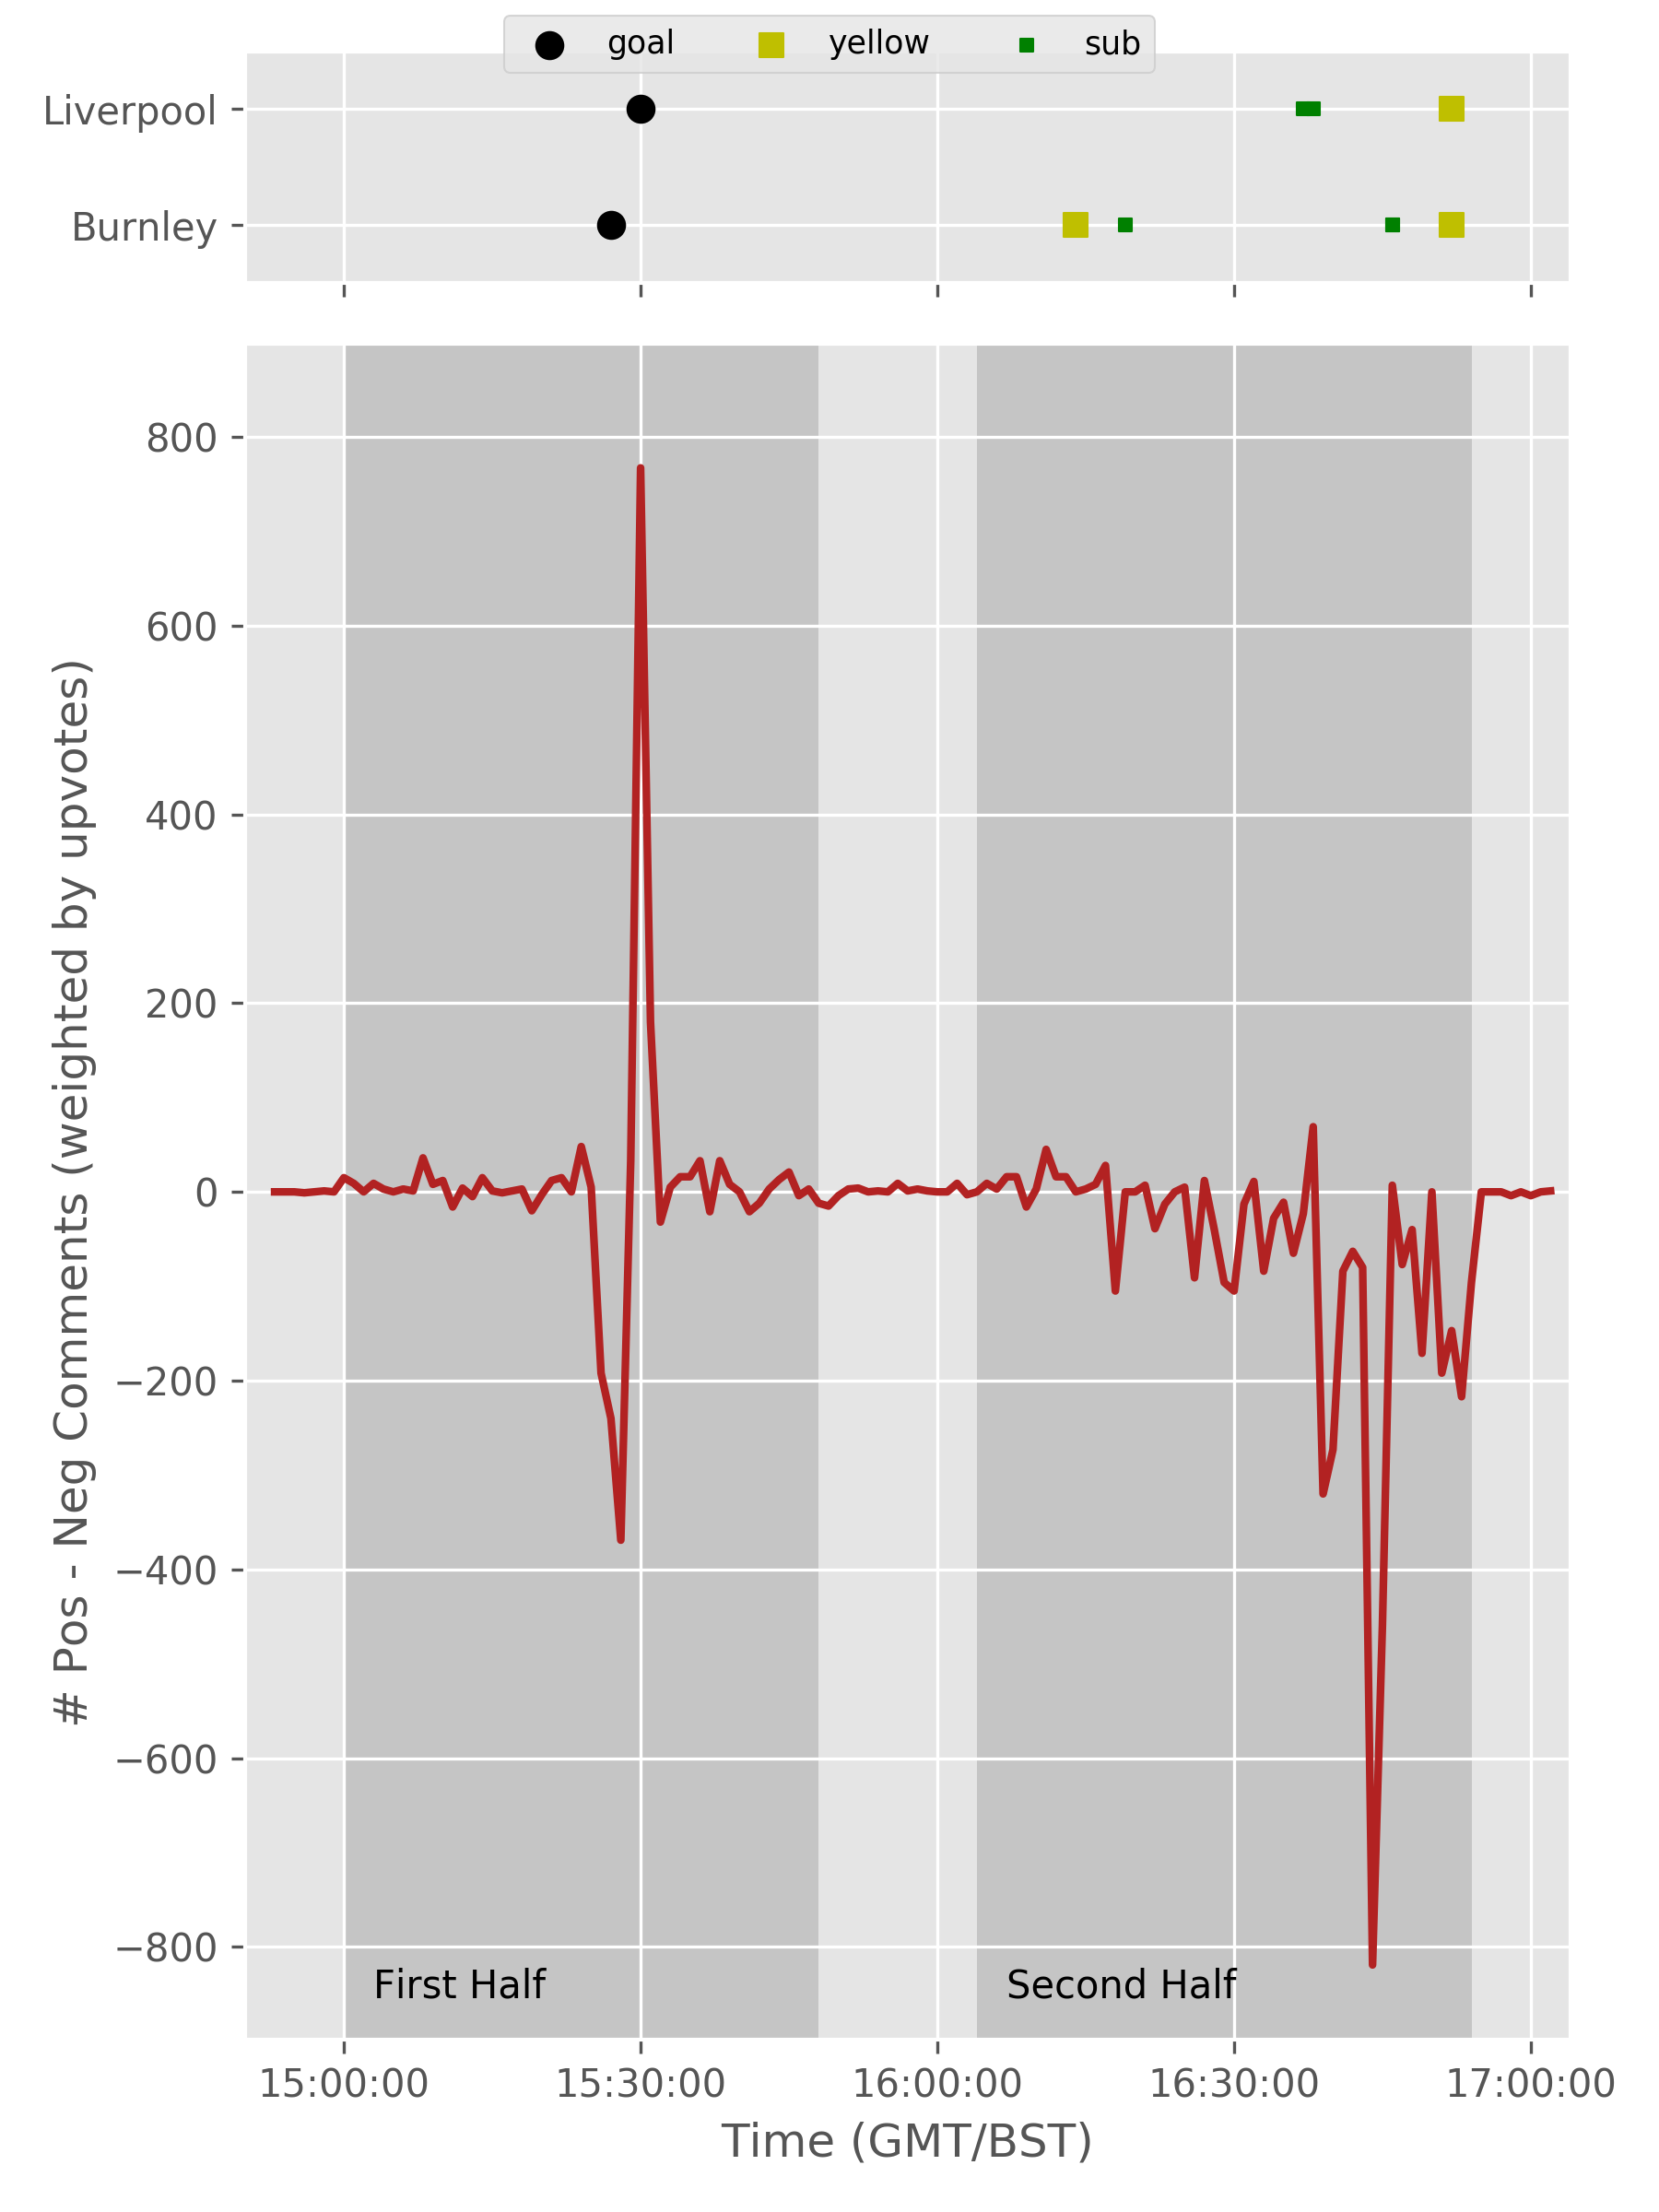 goal yellow sub
Liverpool
Burnley
# Pos - Neg Comments (weighted by upvotes)
800
600
400
200
0
−200
−400
−600
−800
First Half Second Half
15:00:00 15:30:00 16:00:00 16:30:00 17:00:00
Time (GMT/BST)